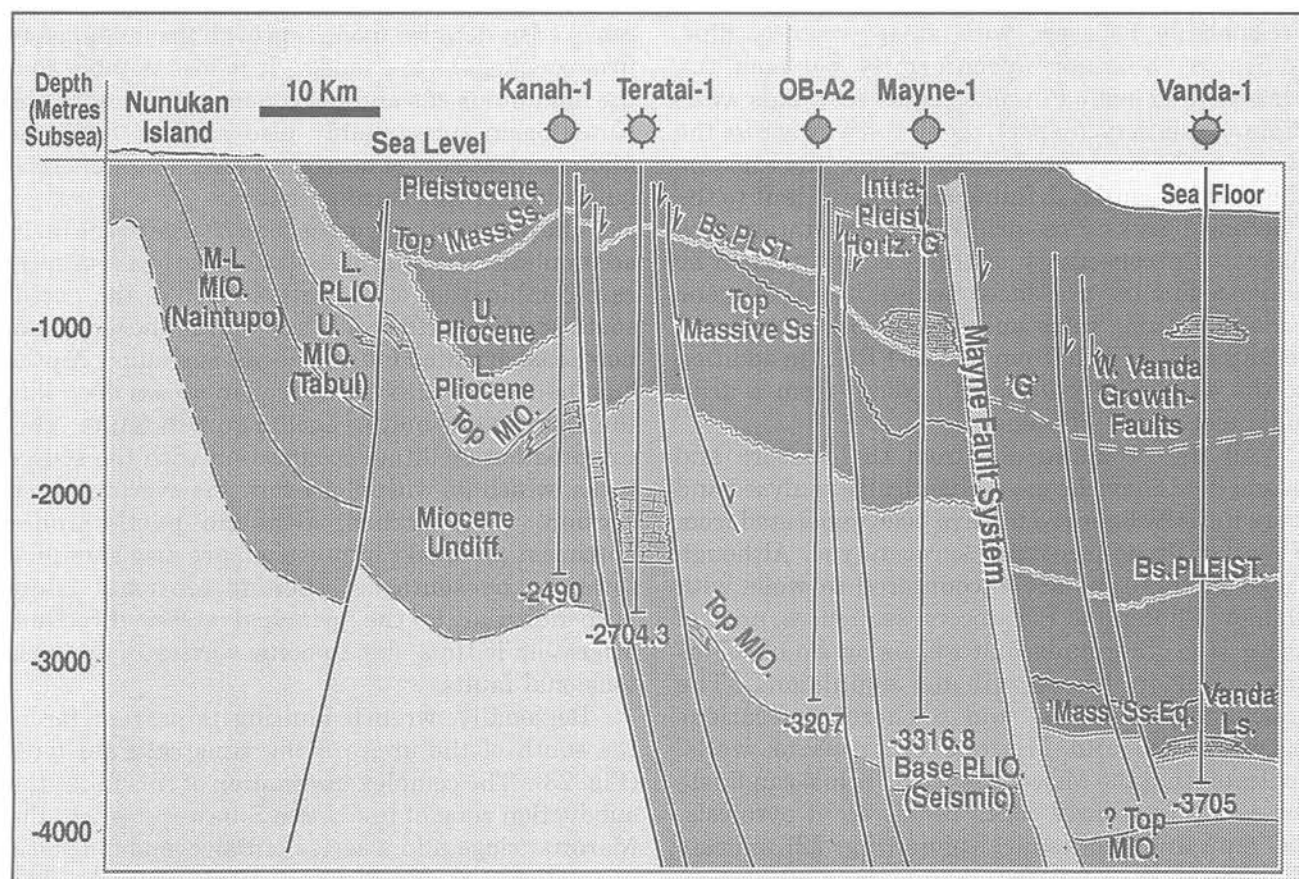 Depth
(Metres
Subsea)
Nunukan
Island
10 Km
Sea Level
Kanah-1
Teratai-1
OB-A2
Mayne-1
Vanda-1
Sea Floor
Pleistocene
Top 'Mass. Ss.
Bs. PLST.
Intra-
Pleist.
Horiz. 'G'
M-L
MIO.
(Naintupo)
L.
PLIO.
U.
MIO.
(Tabul)
U.
Pliocene
L.
Pliocene
Top MIO.
Top
'Massive Ss
Mayne Fault System
'G'
W. Vanda
Growth-
Faults
-1000
-2000
-3000
-4000
Miocene
Undiff.
-2490
-2704.3
Top MIO.
-3207
-3316.8
Base PLIO.
(Seismic)
Bs. PLEIST.
'Mass 'Ss. Eq.
Vanda
Ls.
-3705
? Top
MIO.